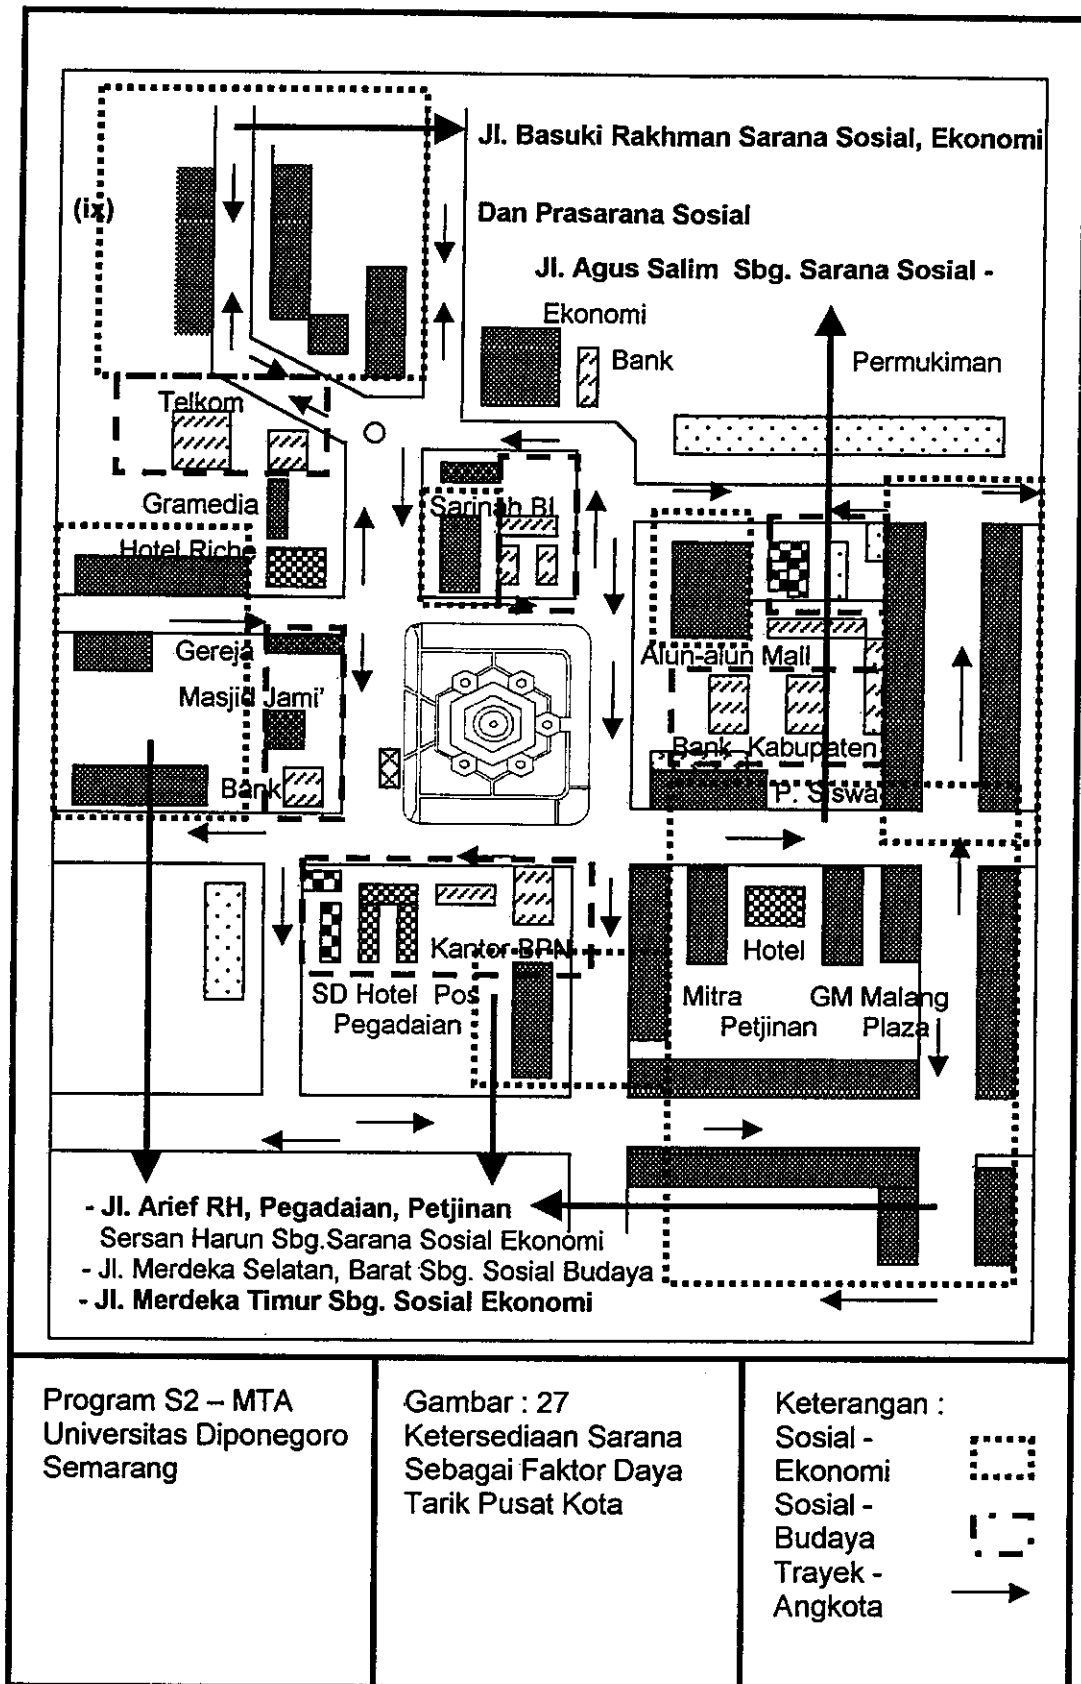 Jl. Basuki Rakhman Sarana Sosial, Ekonomi
(ix)
Dan Prasarana Sosial
Jl. Agus Salim Sbg. Sarana Sosial -
Ekonomi
Bank
Permukiman
Telkom
Gramedia
Sarinah BI
Hotel Riche
Gereja
Alun-alun Mall
Masjid Jami'
Bank Kabupaten
Bank
P. Siswa
Kantor BPN
Hotel
SD Hotel Pos
Mitra
GM Malang
Pegadaian
Petjinan
Plaza
- Jl. Arief RH, Pegadaian, Petjinan
Sersan Harun Sbg.Sarana Sosial Ekonomi
- Jl. Merdeka Selatan, Barat Sbg. Sosial Budaya
- Jl. Merdeka Timur Sbg. Sosial Ekonomi
Program S2 – MTA
Universitas Diponegoro
Semarang
Gambar : 27
Ketersediaan Sarana
Sebagai Faktor Daya
Tarik Pusat Kota
Keterangan :
Sosial -
Ekonomi
Sosial -
Budaya
Trayek -
Angkota